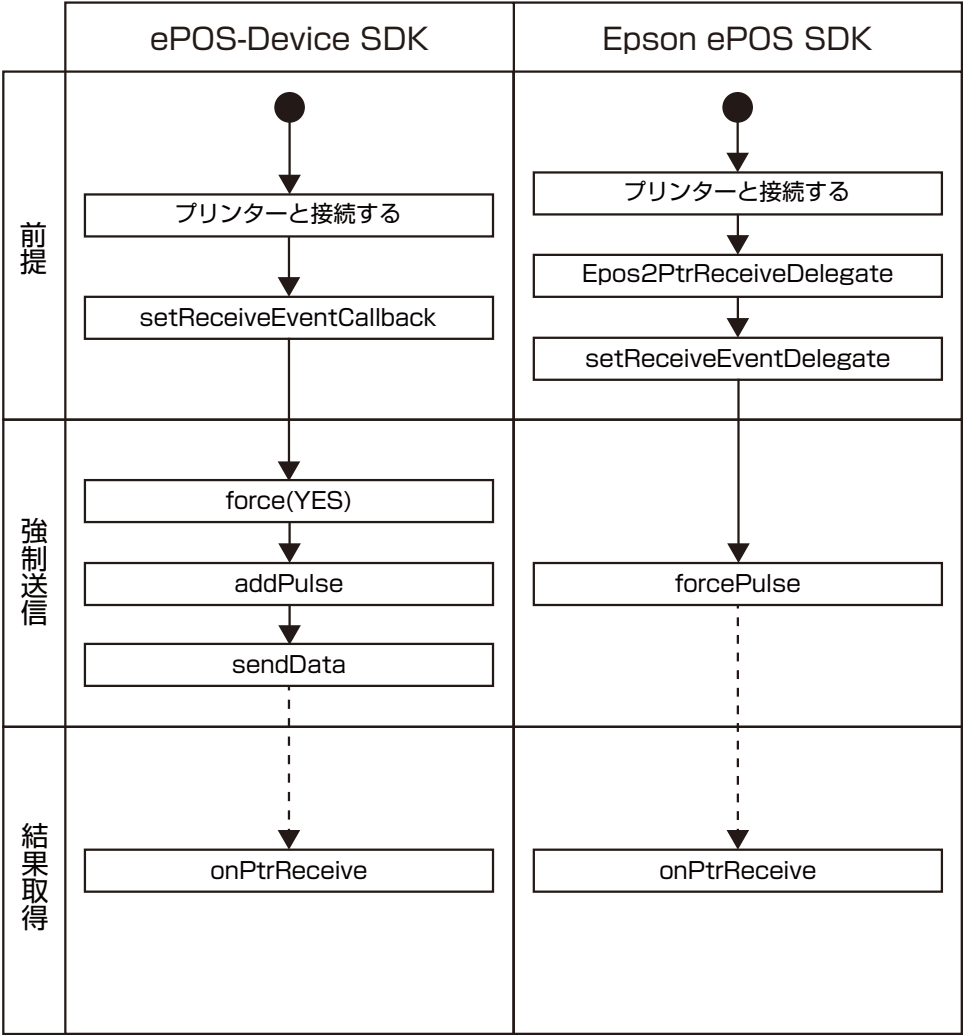 ePOS-Device SDK
Epson ePOS SDK
前提
プリンターと接続する
setReceiveEventCallback
プリンターと接続する
Epos2PtrReceiveDelegate
setReceiveEventDelegate
強制送信
force(YES)
addPulse
sendData
forcePulse
結果取得
onPtrReceive
onPtrReceive